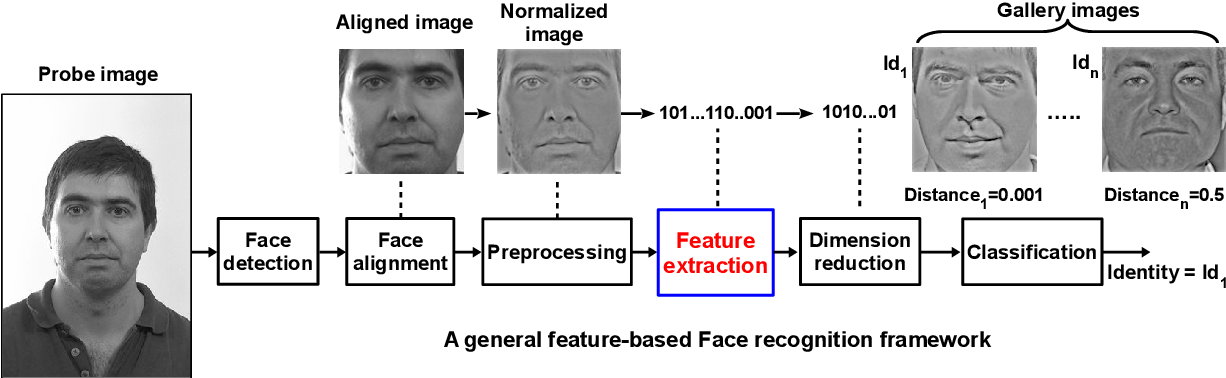 Probe image
Aligned image
Normalized
image
Gallery images
Id1
Idn
101...110..001
1010...01
.....
Distance1=0.001
Distancen=0.5
Face
detection
Face
alignment
Preprocessing
Feature
extraction
Dimension
reduction
Classification
Identity = Id1
A general feature-based Face recognition framework